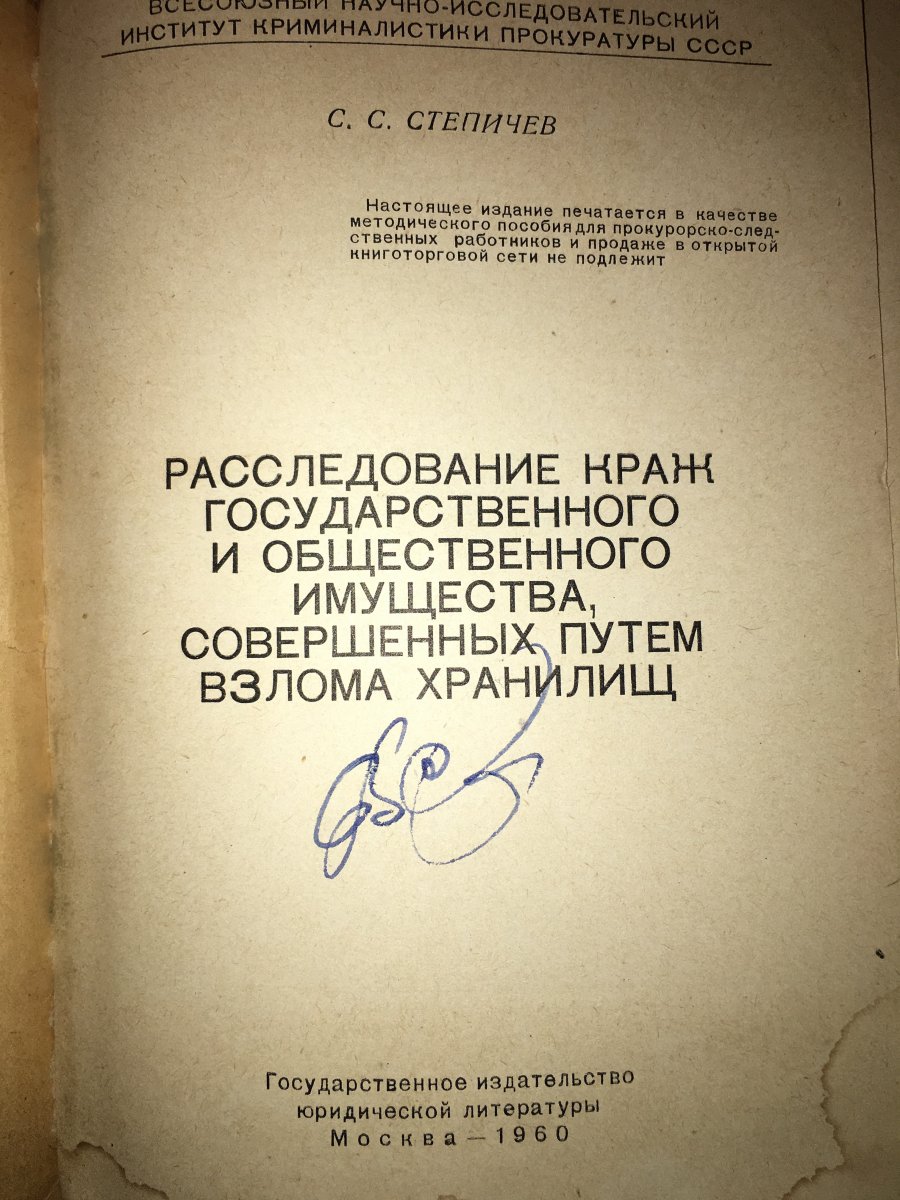 ВСЕСОЮЗНЫЙ НАУЧНО-ИССЛЕДОВАТЕЛЬСКИЙ
ИНСТИТУТ КРИМИНАЛИСТИКИ ПРОКУРАТУРЫ СССР
С. С. СТЕПИЧЕВ
Настоящее издание печатается в качестве
методического пособия для прокурорско-след-
ственных работников и продаже в открытой
книготорговой сети не подлежит
РАССЛЕДОВАНИЕ КРАЖ
ГОСУДАРСТВЕННОГО
И ОБЩЕСТВЕННОГО
ИМУЩЕСТВА,
СОВЕРШЕННЫХ ПУТЕМ
ВЗЛОМА ХРАНИЛИЩ
Государственное издательство
юридической литературы
Москва — 1960